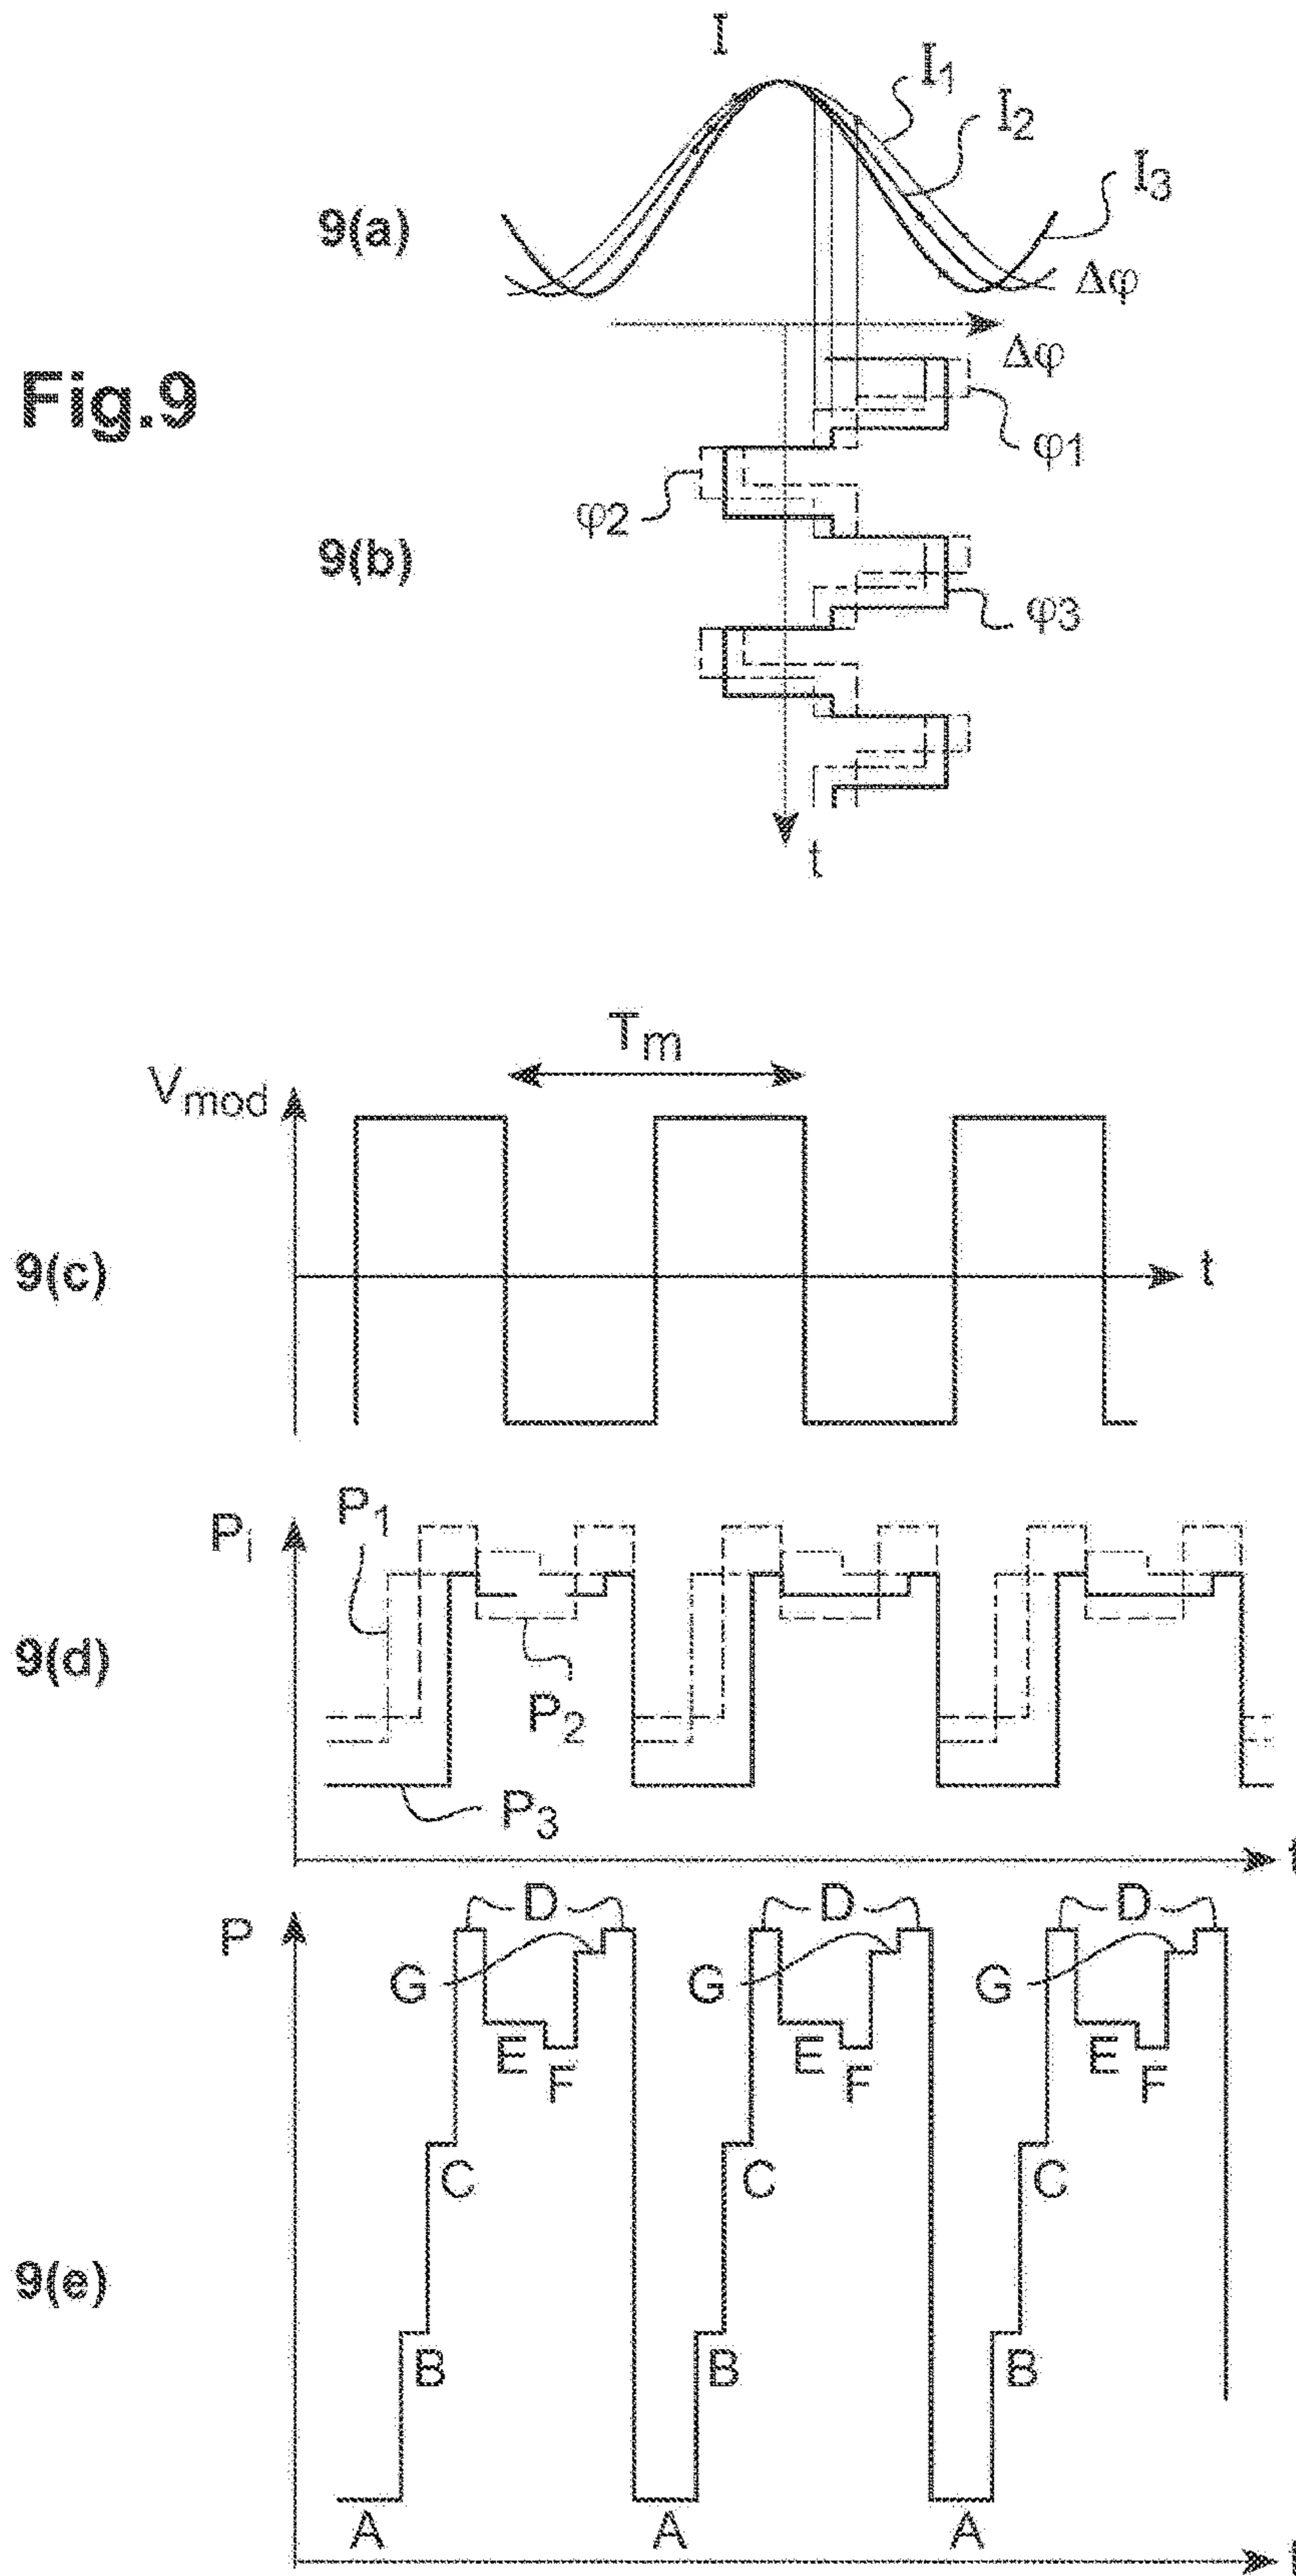 I
I1
I2
I3
9(a)
Δφ
Δφ
Fig.9
φ1
φ2
9(b)
φ3
t
Tm
Vmod
9(c)
t
P1
Pi
9(d)
P2
P3
t
P
D
D
D
G
G
G
E
E
E
F
F
F
C
C
C
9(e)
B
B
B
A
A
A
t